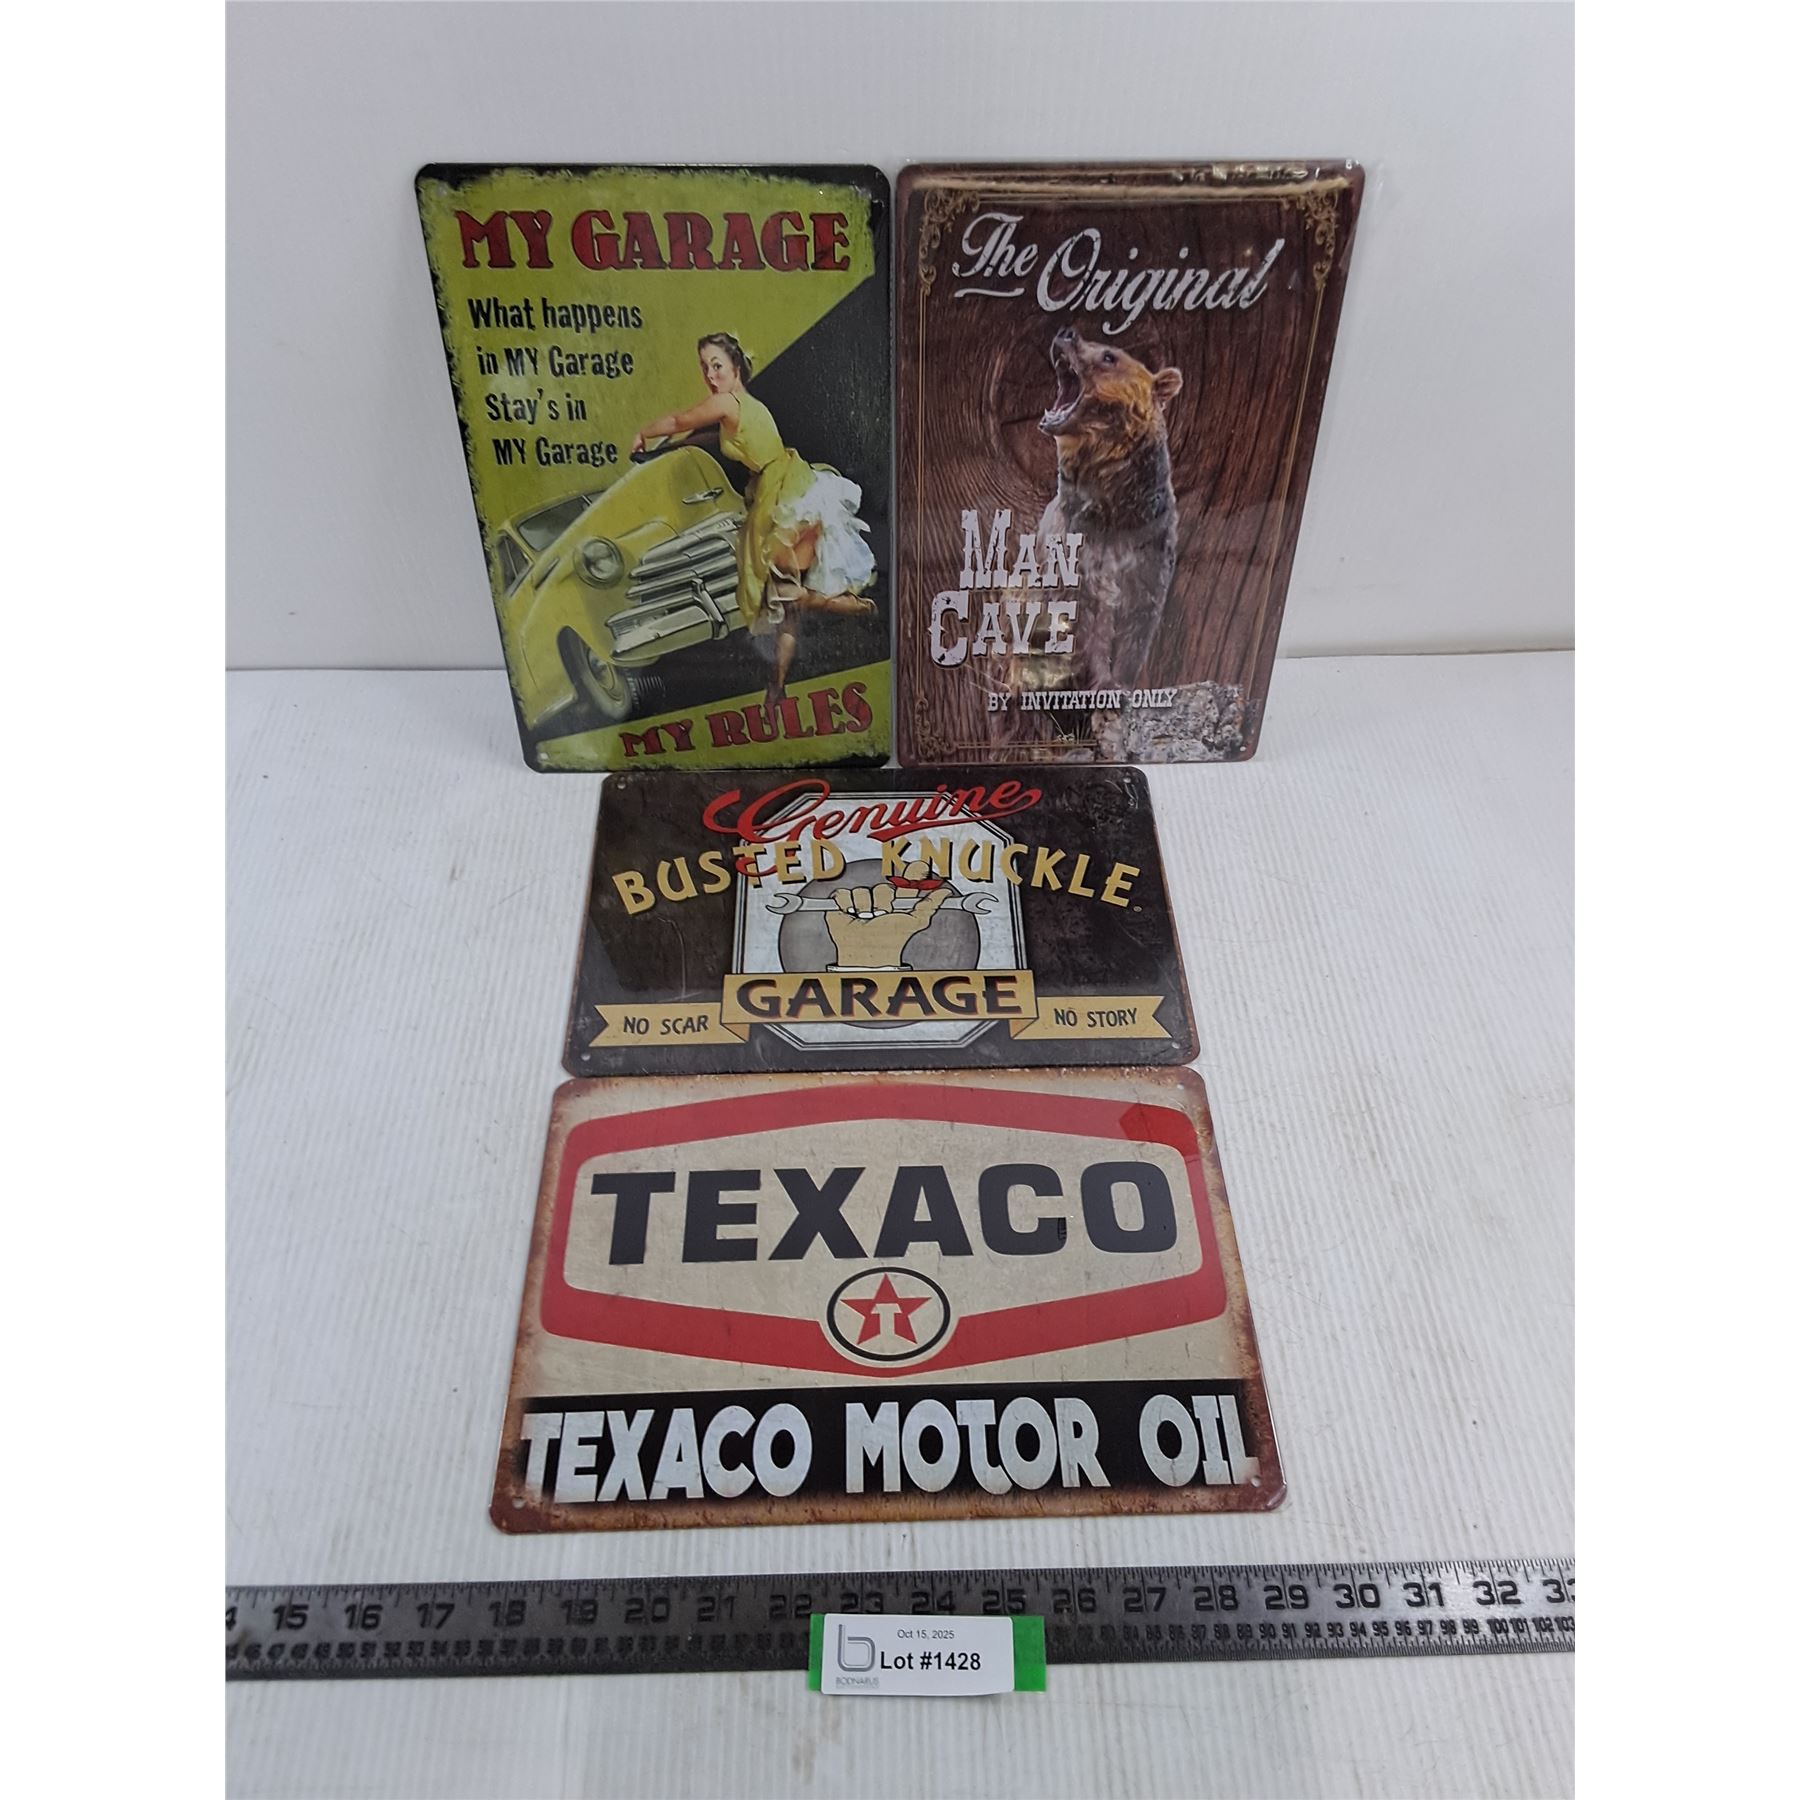 MY GARAGE
What happens
in MY Garage
Stay's in
MY Garage
MY RULES
The Original
MAN
CAVE
BY INVITATION ONLY
Genuine
BUSTED KNUCKLE
GARAGE
NO SCAR
NO STORY
TEXACO
T
TEXACO MOTOR OIL
15 16 17 18 19 20 21 22 23 24 25 26 27 28 29 30 31 32
Oct 15, 2025
Lot #1428
BODNARUS